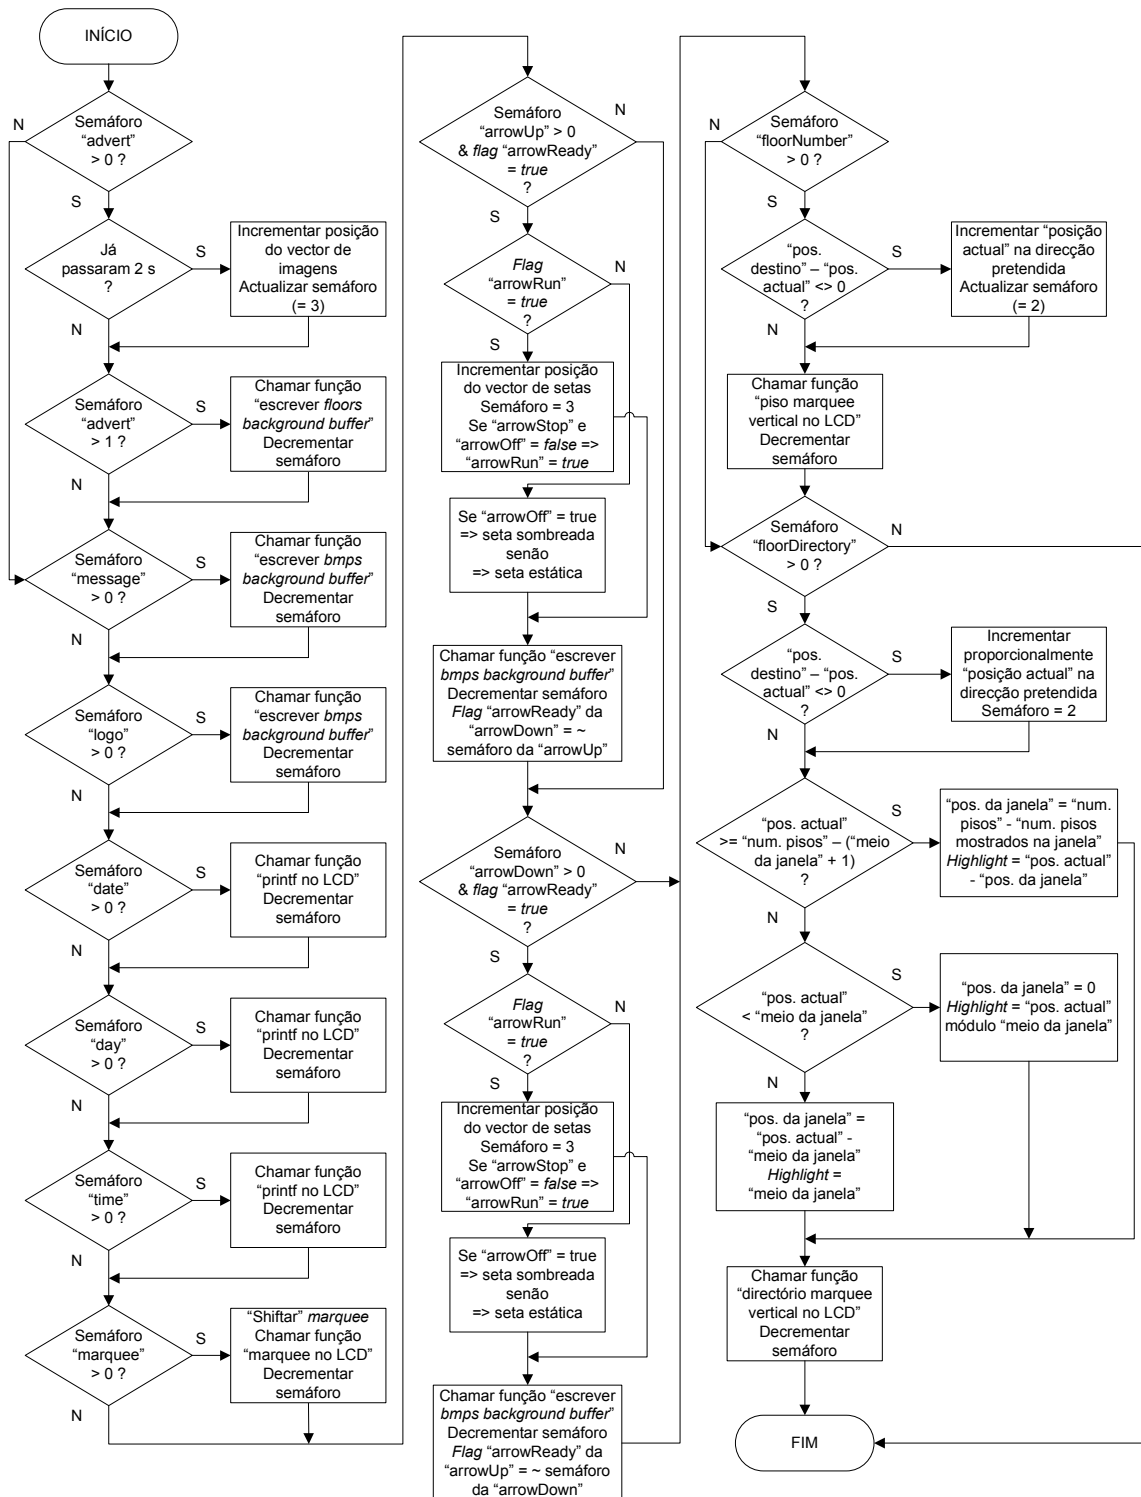 INÍCIO
N
Semáforo
“advert”
> 0 ?
S
Já
passaram 2 s
?
S
Incrementar posição
do vector de
imagens
Actualizar semáforo
(= 3)
N
Semáforo
“advert”
> 1 ?
S
Chamar função
“escrever floors
background buffer”
Decrementar
semáforo
N
Semáforo
“message”
> 0 ?
S
Chamar função
“escrever bmps
background buffer”
Decrementar
semáforo
N
Semáforo
“logo”
> 0 ?
S
Chamar função
“escrever bmps
background buffer”
Decrementar
semáforo
N
Semáforo
“date”
> 0 ?
S
Chamar função
“printf no LCD”
Decrementar
semáforo
N
Semáforo
“day”
> 0 ?
S
Chamar função
“printf no LCD”
Decrementar
semáforo
N
Semáforo
“time”
> 0 ?
S
Chamar função
“printf no LCD”
Decrementar
semáforo
N
Semáforo
“marquee”
> 0 ?
S
“Shiftar” marquee
Chamar função
“marquee no LCD”
Decrementar
semáforo
N
Semáforo
“arrowUp” > 0
& flag “arrowReady”
= true
?
N
S
Flag
“arrowRun”
= true
?
N
S
Incrementar posição
do vector de setas
Semáforo = 3
Se “arrowStop” e
“arrowOff” = false =>
“arrowRun” = true
Se “arrowOff” = true
=> seta sombreada
senão
=> seta estática
Chamar função “escrever
bmps background buffer”
Decrementar semáforo
Flag “arrowReady” da
“arrowDown” = ~
semáforo da “arrowUp”
Semáforo
“arrowDown” > 0
& flag “arrowReady”
= true
?
N
S
Flag
“arrowRun”
= true
?
N
S
Incrementar posição
do vector de setas
Semáforo = 3
Se “arrowStop” e
“arrowOff” = false =>
“arrowRun” = true
Se “arrowOff” = true
=> seta sombreada
senão
=> seta estática
Chamar função “escrever
bmps background buffer”
Decrementar semáforo
Flag “arrowReady” da
“arrowUp” = ~ semáforo
da “arrowDown”
N
Semáforo
“floorNumber”
> 0 ?
S
“pos.
destino” – “pos.
actual” <> 0
?
S
Incrementar “posição
actual” na direcção
pretendida
Actualizar semáforo
(= 2)
N
Chamar função
“piso marquee
vertical no LCD”
Decrementar
semáforo
Semáforo
“floorDirectory”
> 0 ?
N
S
“pos.
destino” – “pos.
actual” <> 0
?
S
Incrementar
proporcionalmente
“posição actual” na
direcção pretendida
Semáforo = 2
N
“pos. actual”
>= “num. pisos” – (“meio
da janela” + 1)
?
S
“pos. da janela” = “num.
pisos” - “num. pisos
mostrados na janela”
Highlight = “pos. actual”
- “pos. da janela”
N
“pos. actual”
< “meio da janela”
?
S
“pos. da janela” = 0
Highlight = “pos. actual”
módulo “meio da janela”
N
“pos. da janela” =
“pos. actual” -
“meio da janela”
Highlight =
“meio da janela”
Chamar função
“directório marquee
vertical no LCD”
Decrementar
semáforo
FIM